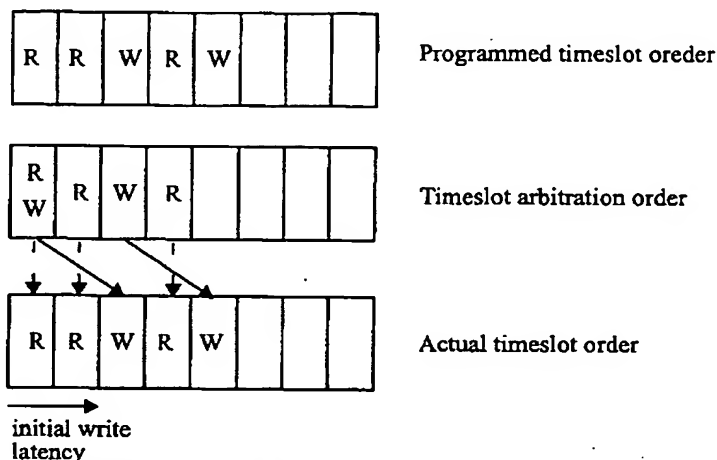 R R W R W
Programmed timeslot oreder
R
W R W R
Timeslot arbitration order
R R W R W
Actual timeslot order
initial write
latency